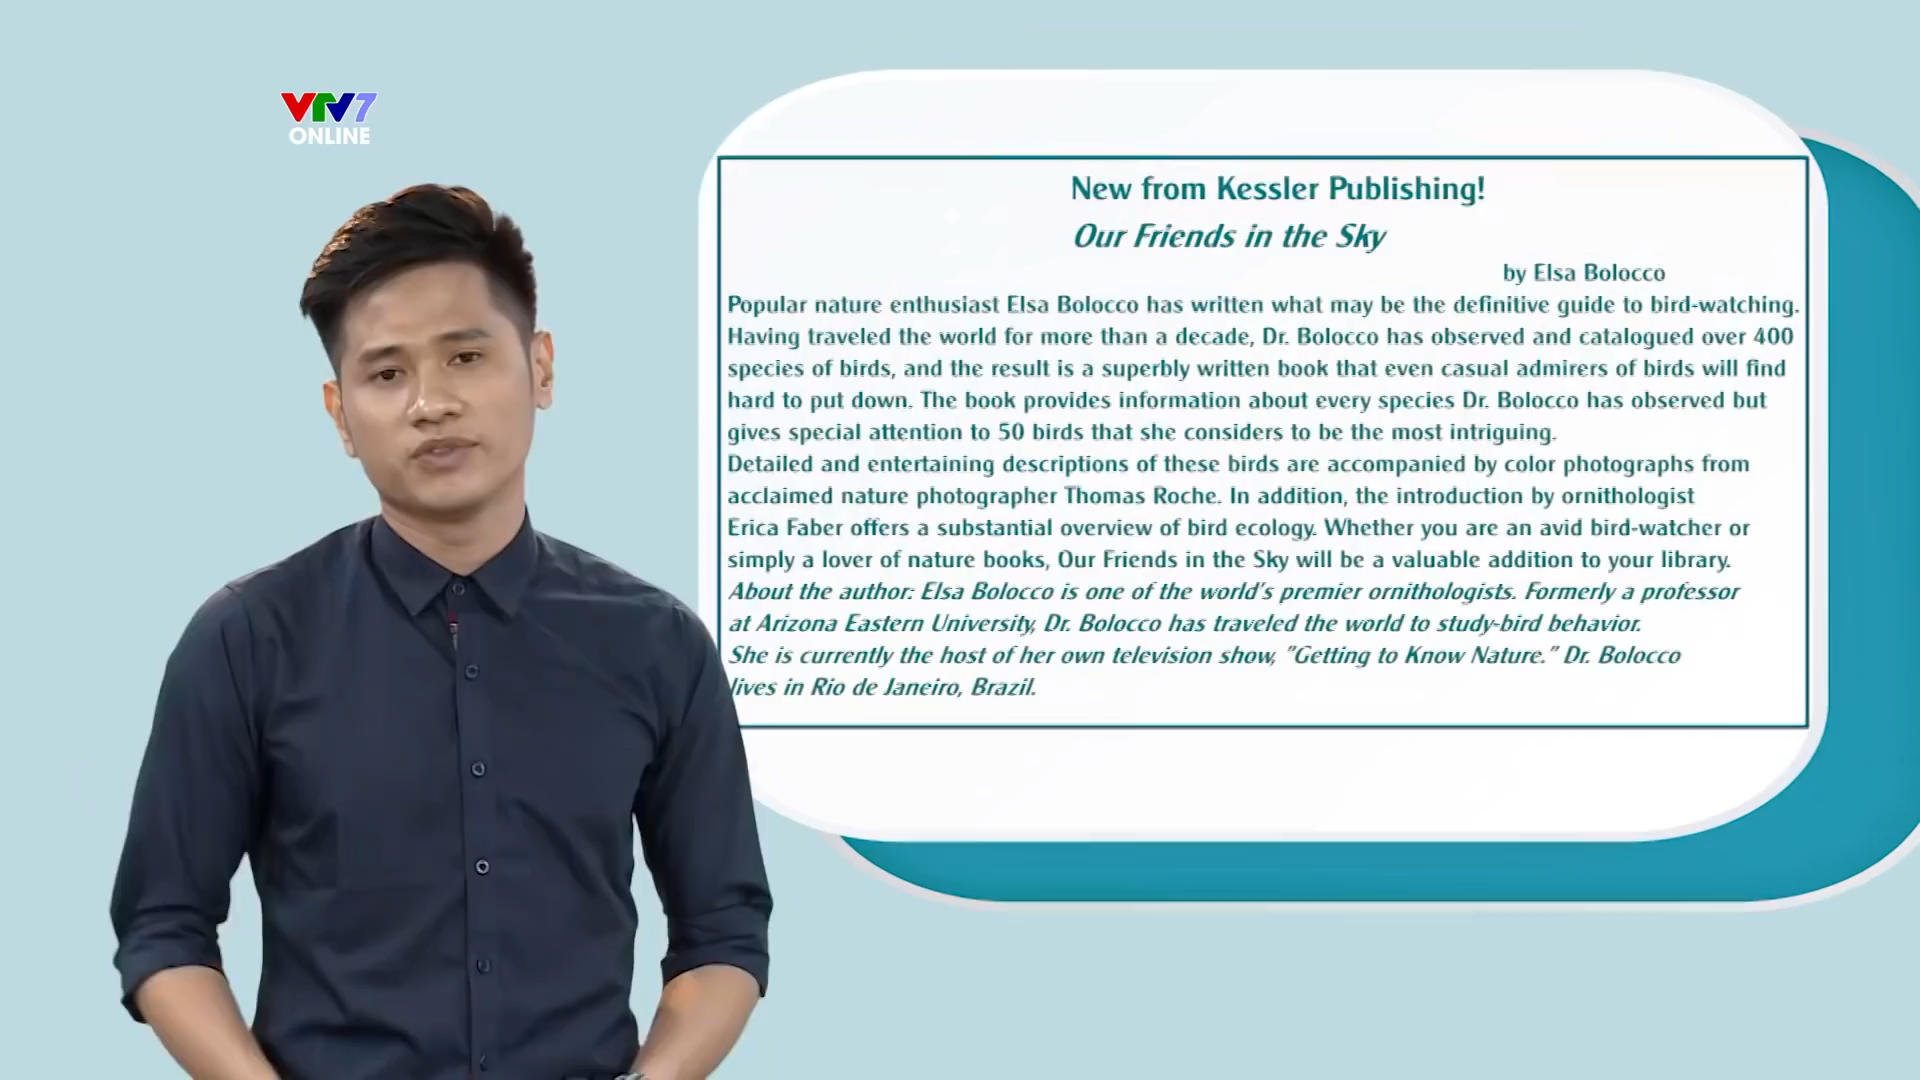 VTV7
ONLINE
New from Kessler Publishing!
Our Friends in the Sky
by Elsa Bolocco
Popular nature enthusiast Elsa Bolocco has written what may be the definitive guide to bird-watching.
Having traveled the world for more than a decade, Dr. Bolocco has observed and catalogued over 400
species of birds, and the result is a superbly written book that even casual admirers of birds will find
hard to put down. The book provides information about every species Dr. Bolocco has observed but
gives special attention to 50 birds that she considers to be the most intriguing.
Detailed and entertaining descriptions of these birds are accompanied by color photographs from
acclaimed nature photographer Thomas Roche. In addition, the introduction by ornithologist
Erica Faber offers a substantial overview of bird ecology. Whether you are an avid bird-watcher or
simply a lover of nature books, Our Friends in the Sky will be a valuable addition to your library.
About the author: Elsa Bolocco is one of the world's premier ornithologists. Formerly a professor
at Arizona Eastern University, Dr. Bolocco has traveled the world to study-bird behavior.
She is currently the host of her own television show, "Getting to Know Nature." Dr. Bolocco
lives in Rio de Janeiro, Brazil.